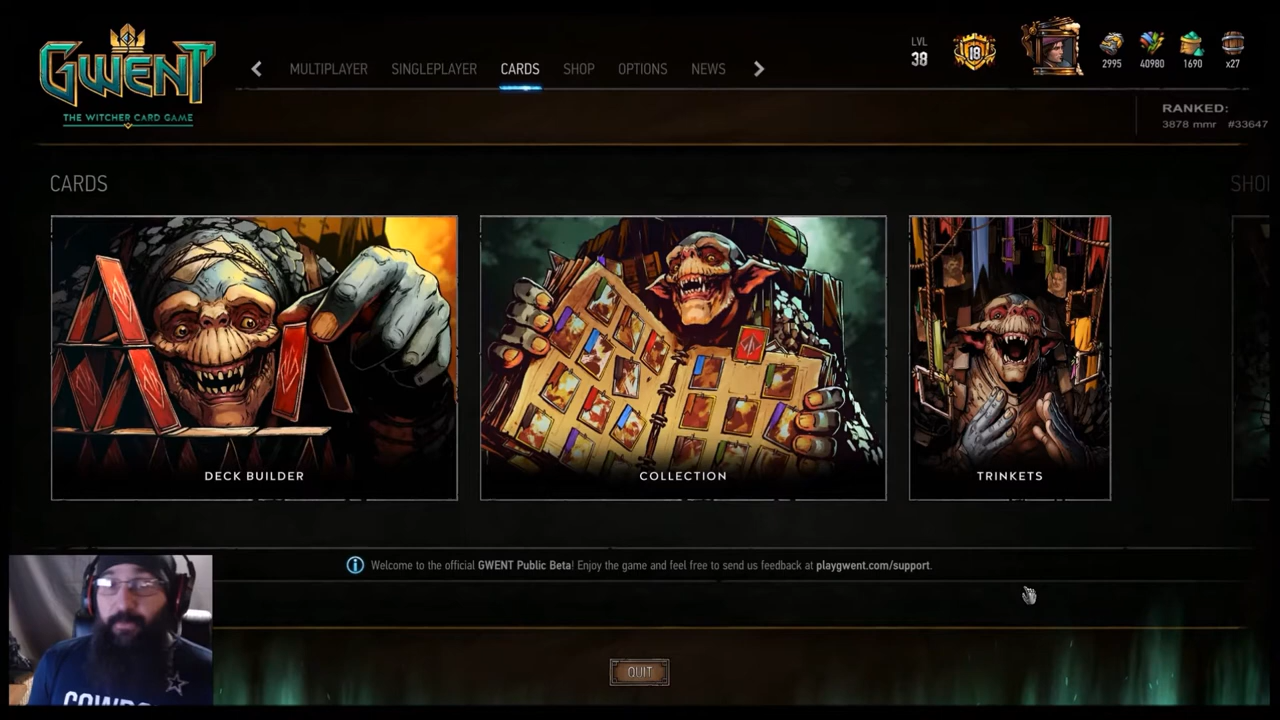 GWENT
THE WITCHER CARD GAME
MULTIPLAYER SINGLEPLAYER CARDS SHOP OPTIONS NEWS
LVL
38
18
2995 40980 1690 x27
RANKED:
3878 mmr #33647
CARDS
SHO
DECK BUILDER
COLLECTION
TRINKETS
Welcome to the official GWENT Public Beta! Enjoy the game and feel free to send us feedback at playgwent.com/support.
QUIT